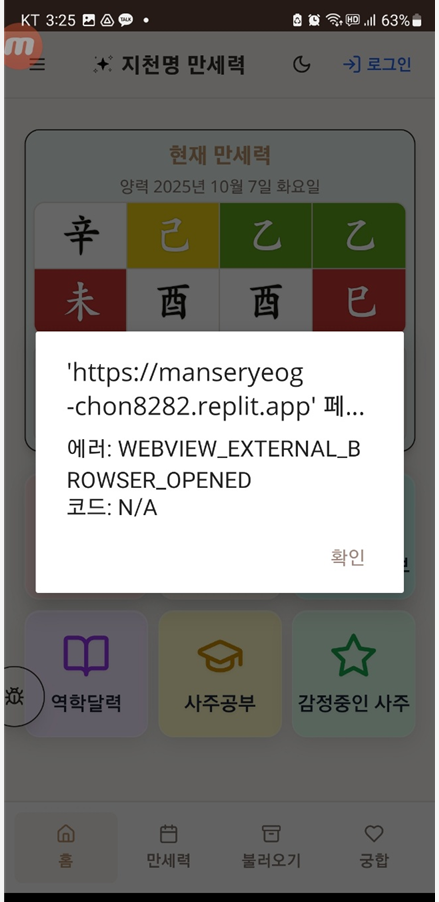 KT 3:25 TALK HD 63%
m
지천명 만세력 로그인
현재 만세력
양력 2025년 10월 7일 화요일
辛 己 乙 乙
未 酉 酉 巳
'https://manseryeog
-chon8282.replit.app' 페...
에러: WEBVIEW_EXTERNAL_B
ROWSER_OPENED
코드: N/A
확인
역학달력 사주공부 감정중인 사주
홈 만세력 불러오기 궁합